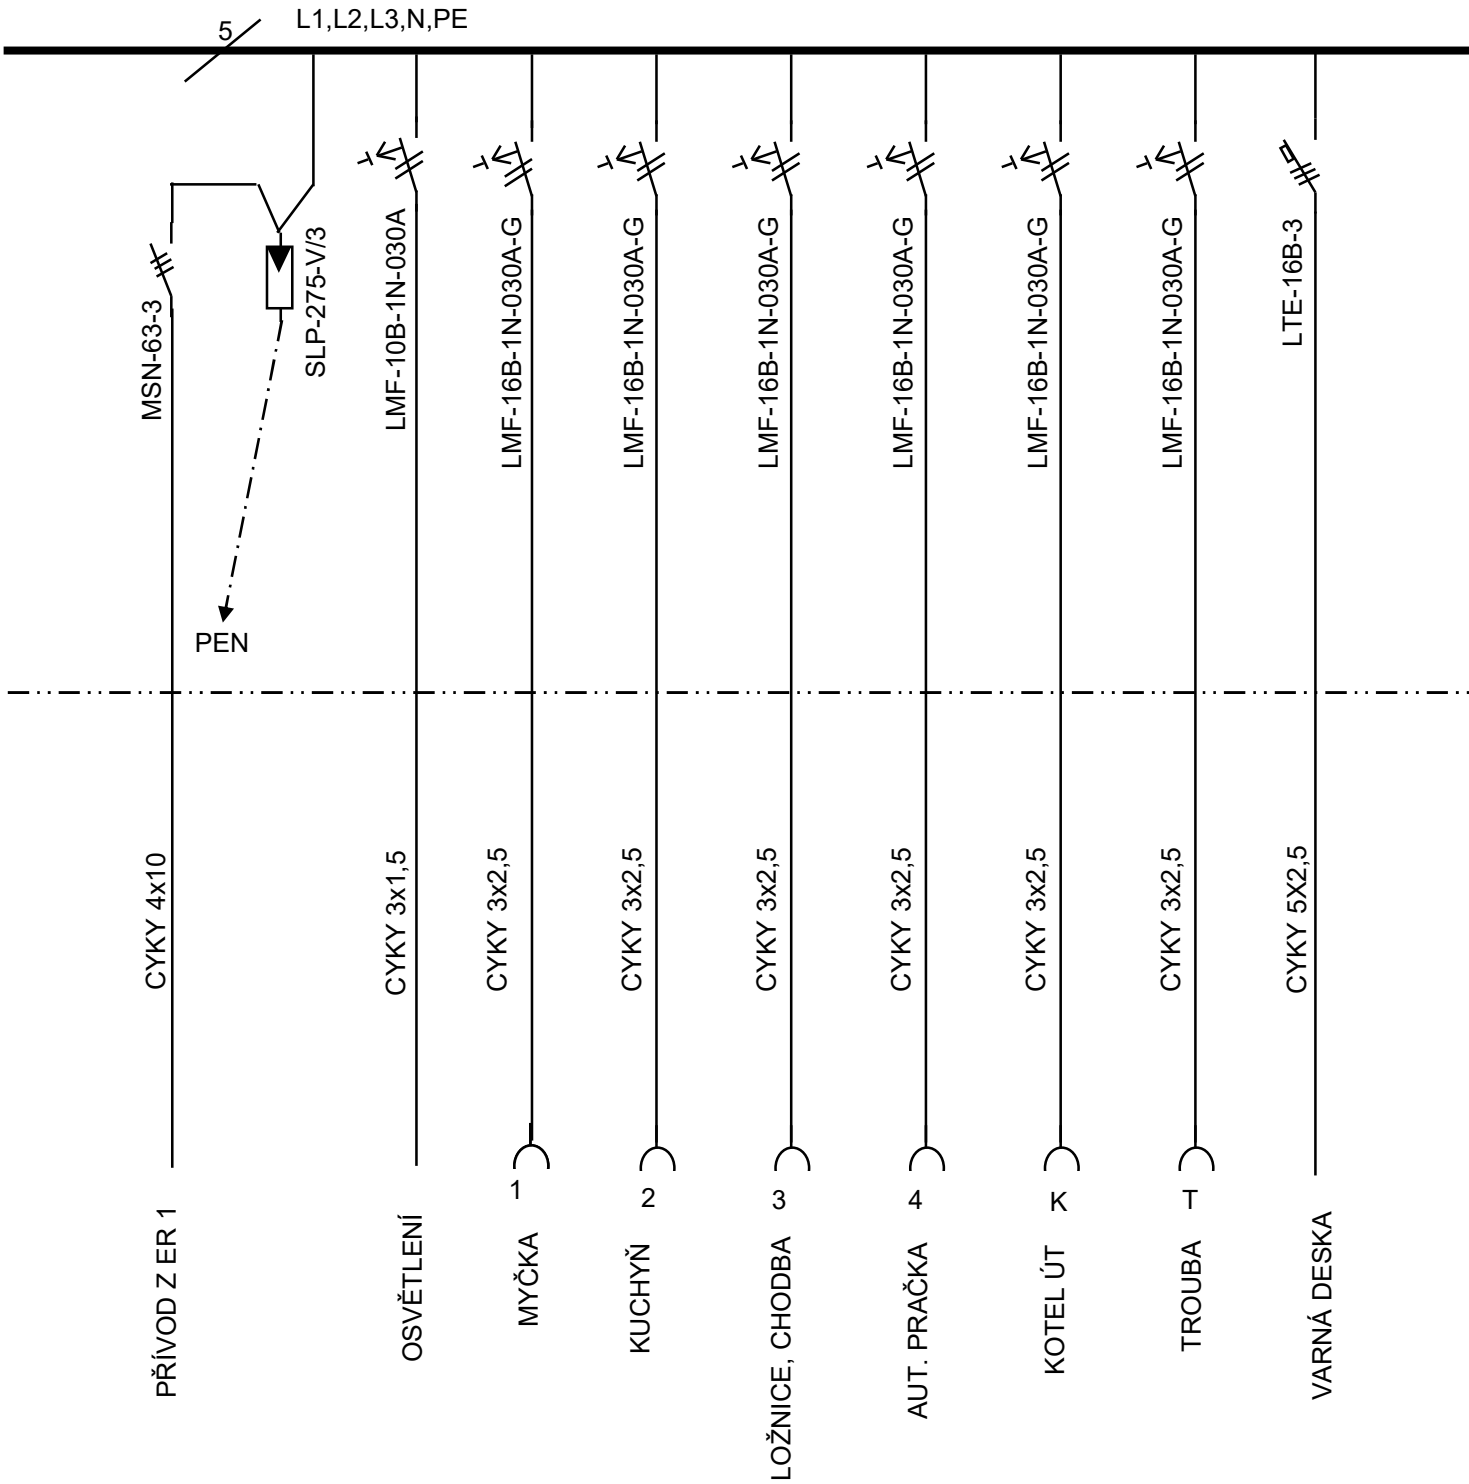 5
L1,L2,L3,N,PE
MSN-63-3
SLP-275-V/3
LMF-10B-1N-030A
LMF-16B-1N-030A-G
LMF-16B-1N-030A-G
LMF-16B-1N-030A-G
LMF-16B-1N-030A-G
LMF-16B-1N-030A-G
LMF-16B-1N-030A-G
LTE-16B-3
PEN
CYKY 4x10
CYKY 3x1,5
CYKY 3x2,5
CYKY 3x2,5
CYKY 3x2,5
CYKY 3x2,5
CYKY 3x2,5
CYKY 3x2,5
CYKY 5X2,5
1
2
3
4
K
T
PŘÍVOD Z ER 1
OSVĚTLENÍ
MYČKA
KUCHYŇ
LOŽNICE, CHODBA
AUT. PRAČKA
KOTEL ÚT
TROUBA
VARNÁ DESKA